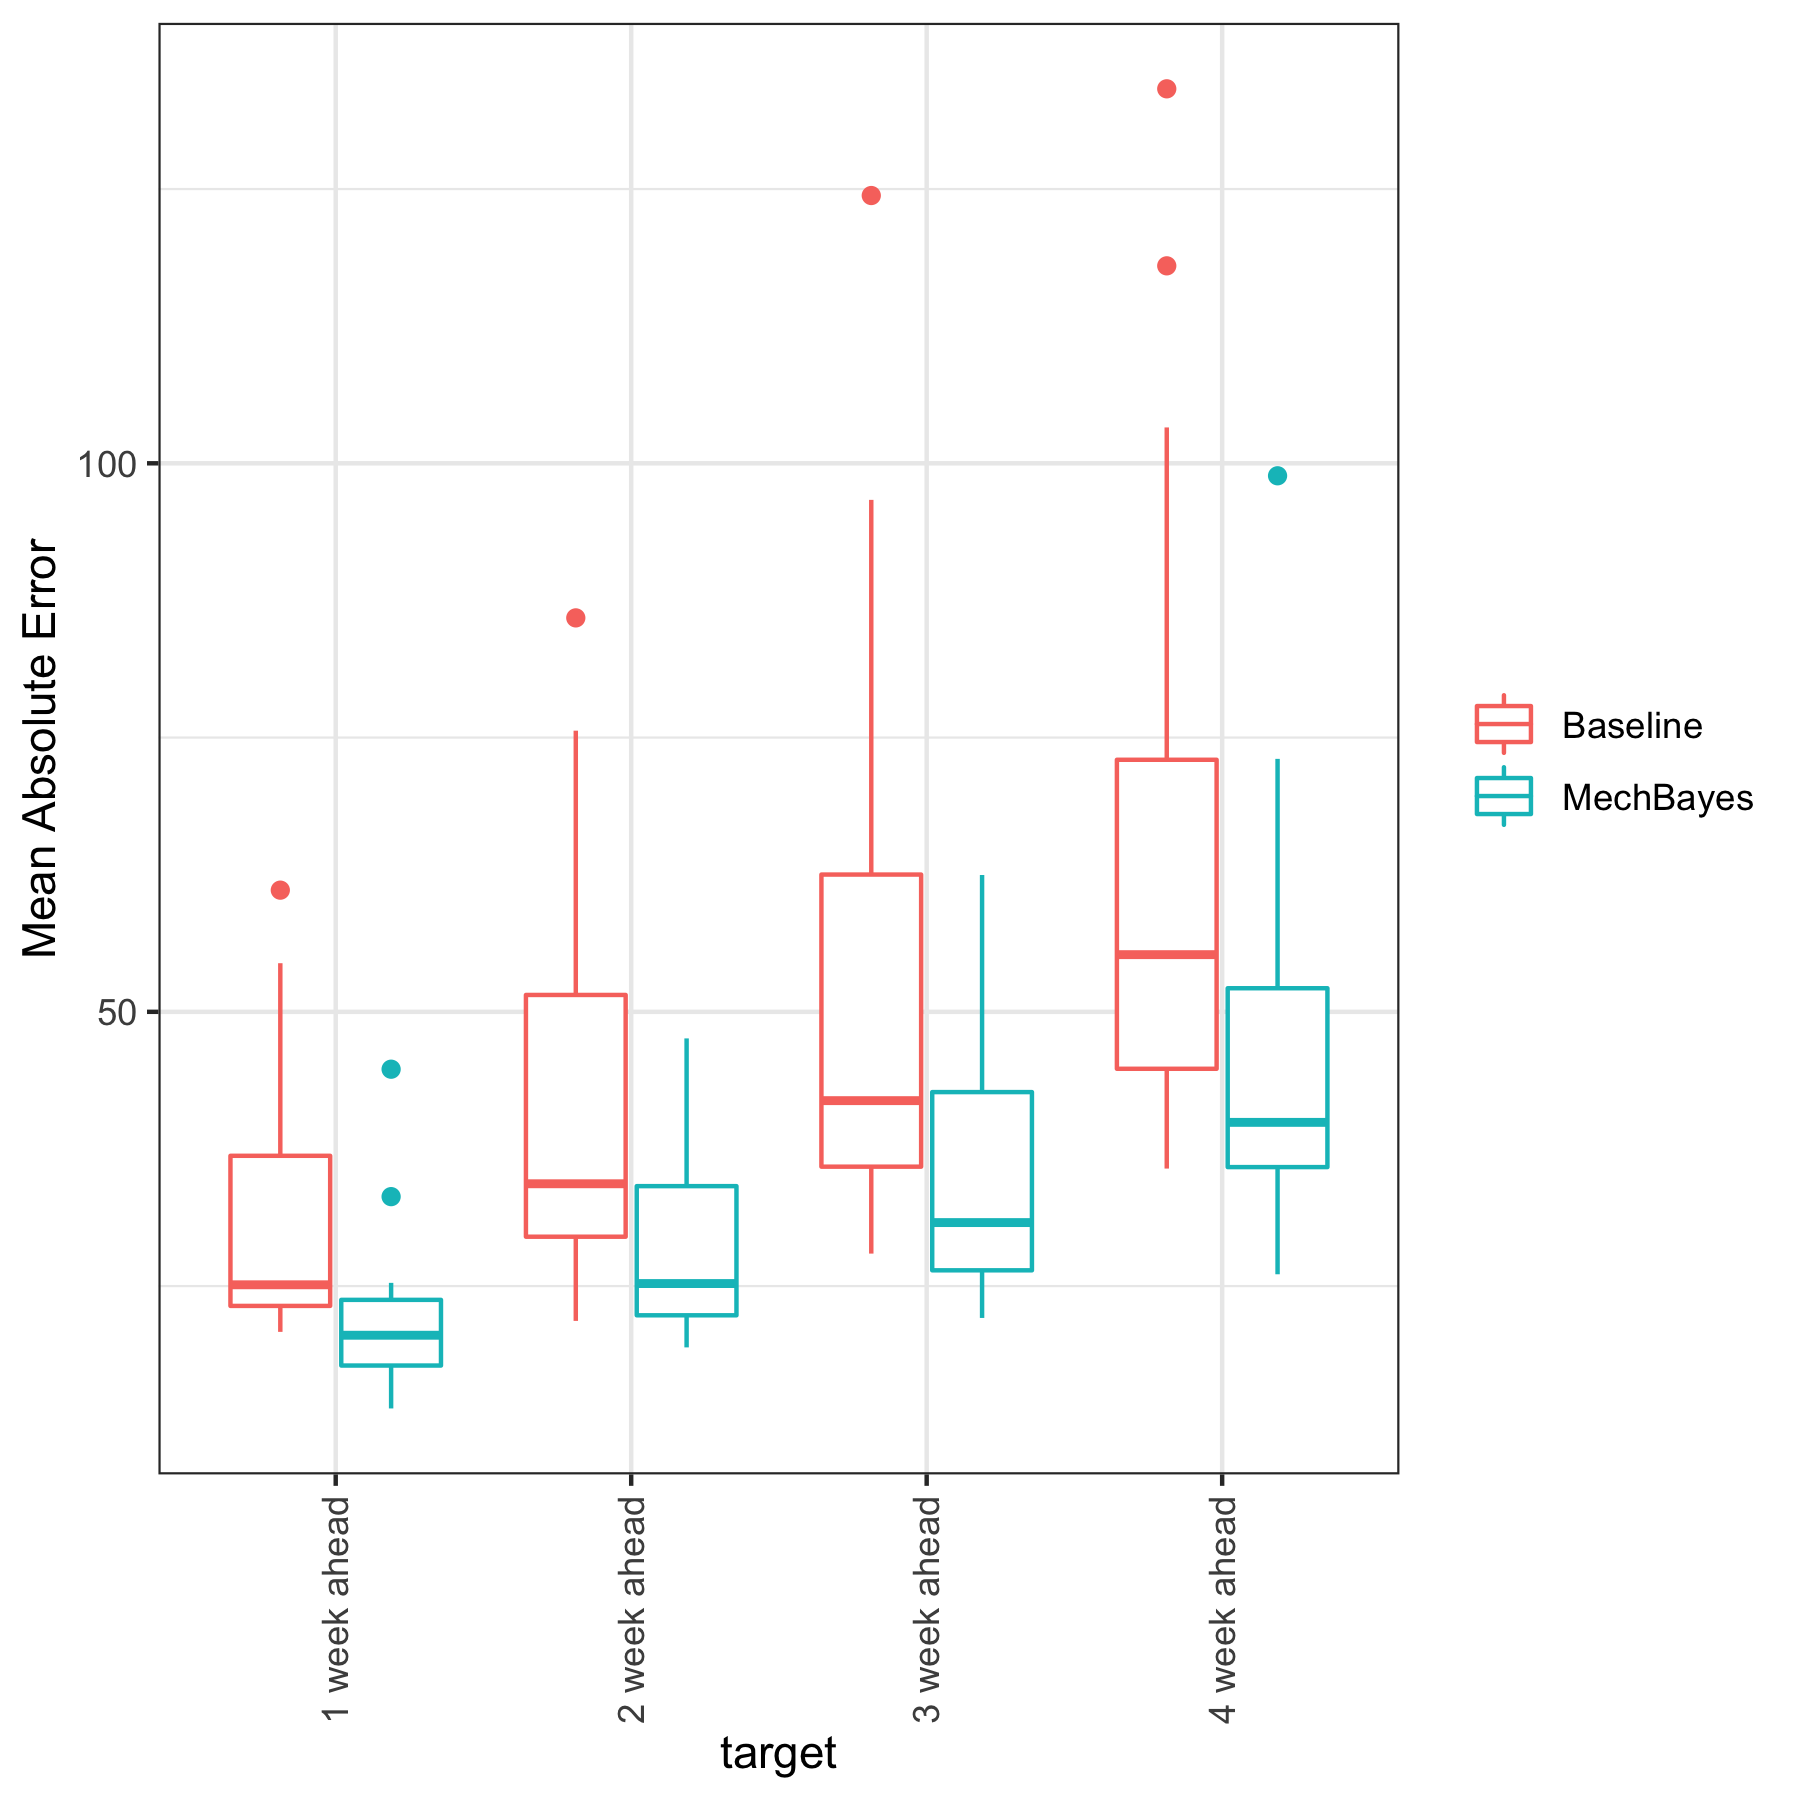 Mean Absolute Error
100
50
1 week ahead
2 week ahead
3 week ahead
4 week ahead
target
Baseline
MechBayes